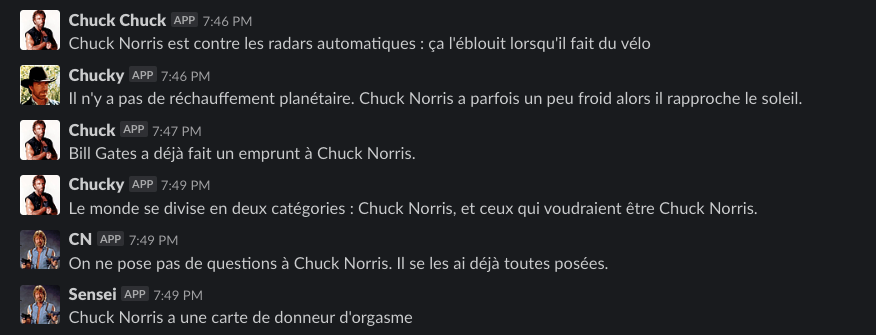 Chuck Chuck APP 7:46 PM
Chuck Norris est contre les radars automatiques : ça l'éblouit lorsqu'il fait du vélo
Chucky APP 7:46 PM
Il n'y a pas de réchauffement planétaire. Chuck Norris a parfois un peu froid alors il rapproche le soleil.
Chuck APP 7:47 PM
Bill Gates a déjà fait un emprunt à Chuck Norris.
Chucky APP 7:49 PM
Le monde se divise en deux catégories : Chuck Norris, et ceux qui voudraient être Chuck Norris.
CN APP 7:49 PM
On ne pose pas de questions à Chuck Norris. Il se les ai déjà toutes posées.
Sensei APP 7:49 PM
Chuck Norris a une carte de donneur d'orgasme